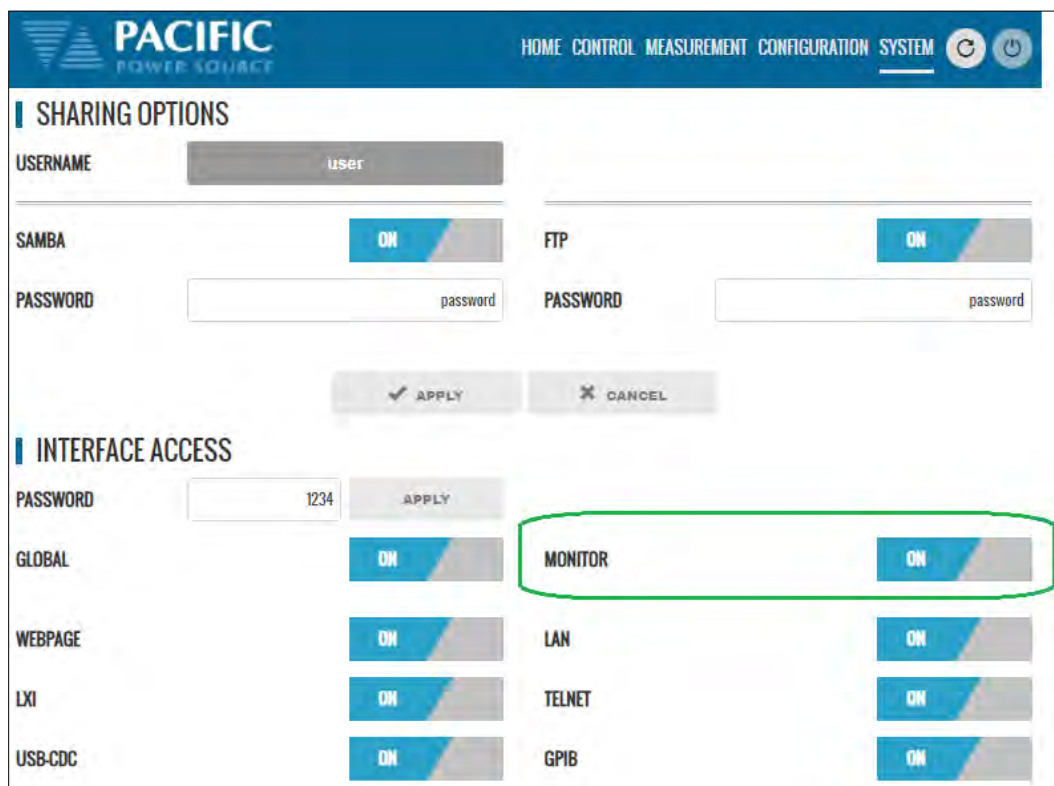 PACIFIC
POWER SOURCE
HOME CONTROL MEASUREMENT CONFIGURATION SYSTEM
SHARING OPTIONS
USERNAME user
SAMBA ON FTP ON
PASSWORD password PASSWORD password
APPLY CANCEL
INTERFACE ACCESS
PASSWORD 1234 APPLY
GLOBAL ON MONITOR ON
WEBPAGE ON LAN ON
LXI ON TELNET ON
USB-CDC ON GPIB ON